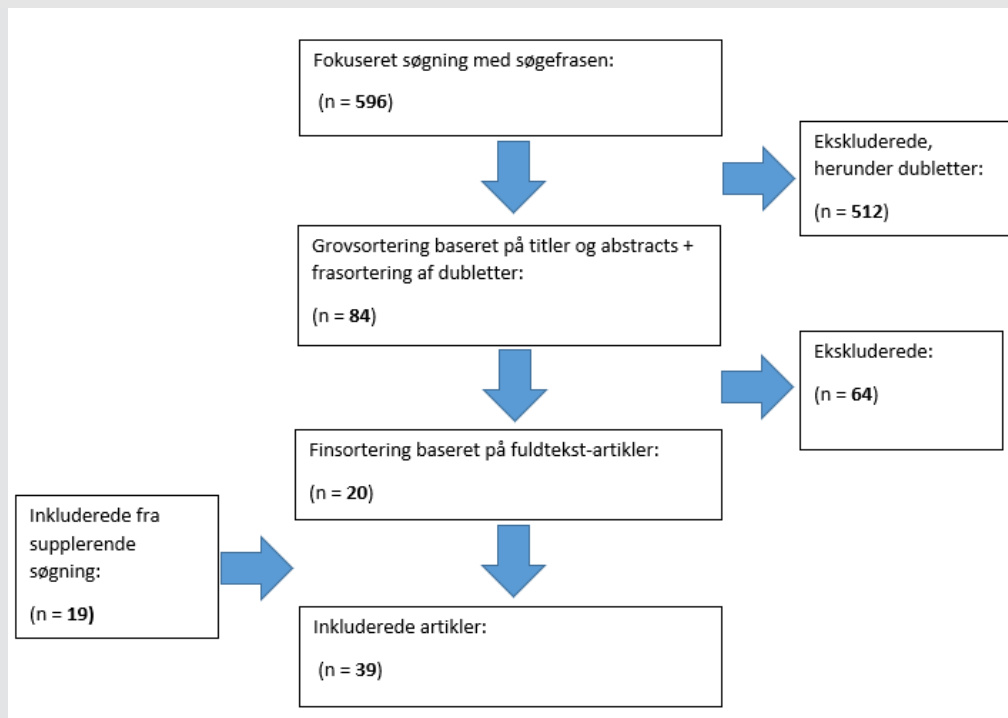 Fokuseret søgning med søgefrasen:
(n = 596)
Ekskluderede,
herunder dubletter:
(n = 512)
Grovsortering baseret på titler og abstracts +
frasortering af dubletter:
(n = 84)
Ekskluderede:
(n = 64)
Finsortering baseret på fuldtekst-artikler:
(n = 20)
Inkluderede fra
supplerende
søgning:
(n = 19)
Inkluderede artikler:
(n = 39)